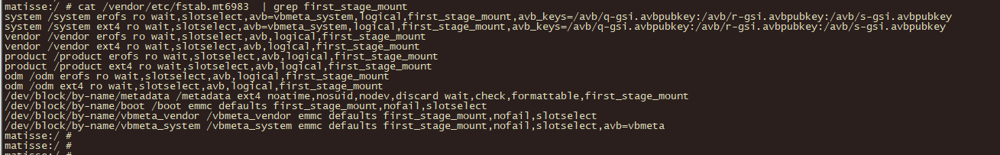 matisse:/ # cat /vendor/etc/fstab.mt6983  | grep first_stage_mount
system /system erofs ro wait,slotselect,avb=vbmeta_system,logical,first_stage_mount,avb_keys=/avb/q-gsi.avbpubkey:/avb/r-gsi.avbpubkey:/avb/s-gsi.avbpubkey
system /system ext4 ro wait,slotselect,avb=vbmeta_system,logical,first_stage_mount,avb_keys=/avb/q-gsi.avbpubkey:/avb/r-gsi.avbpubkey:/avb/s-gsi.avbpubkey
vendor /vendor erofs ro wait,slotselect,avb,logical,first_stage_mount
vendor /vendor ext4 ro wait,slotselect,avb,logical,first_stage_mount
product /product erofs ro wait,slotselect,avb,logical,first_stage_mount
product /product ext4 ro wait,slotselect,avb,logical,first_stage_mount
odm /odm erofs ro wait,slotselect,avb,logical,first_stage_mount
odm /odm ext4 ro wait,slotselect,avb,logical,first_stage_mount
/dev/block/by-name/metadata /metadata ext4 noatime,nosuid,nodev,discard wait,check,formattable,first_stage_mount
/dev/block/by-name/boot /boot emmc defaults first_stage_mount,nofail,slotselect
/dev/block/by-name/vbmeta_vendor /vbmeta_vendor emmc defaults first_stage_mount,nofail,slotselect
/dev/block/by-name/vbmeta_system /vbmeta_system emmc defaults first_stage_mount,nofail,slotselect,avb=vbmeta
matisse:/ #
matisse:/ #
matisse:/ #